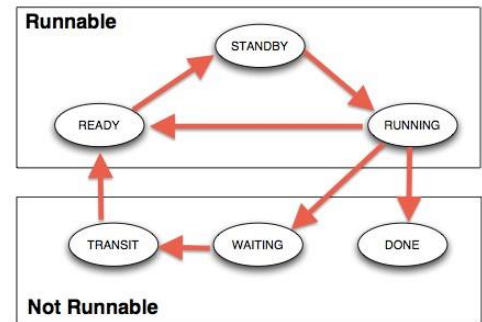 Runnable
STANDBY
READY
RUNNING
TRANSIT
WAITING
DONE
Not Runnable